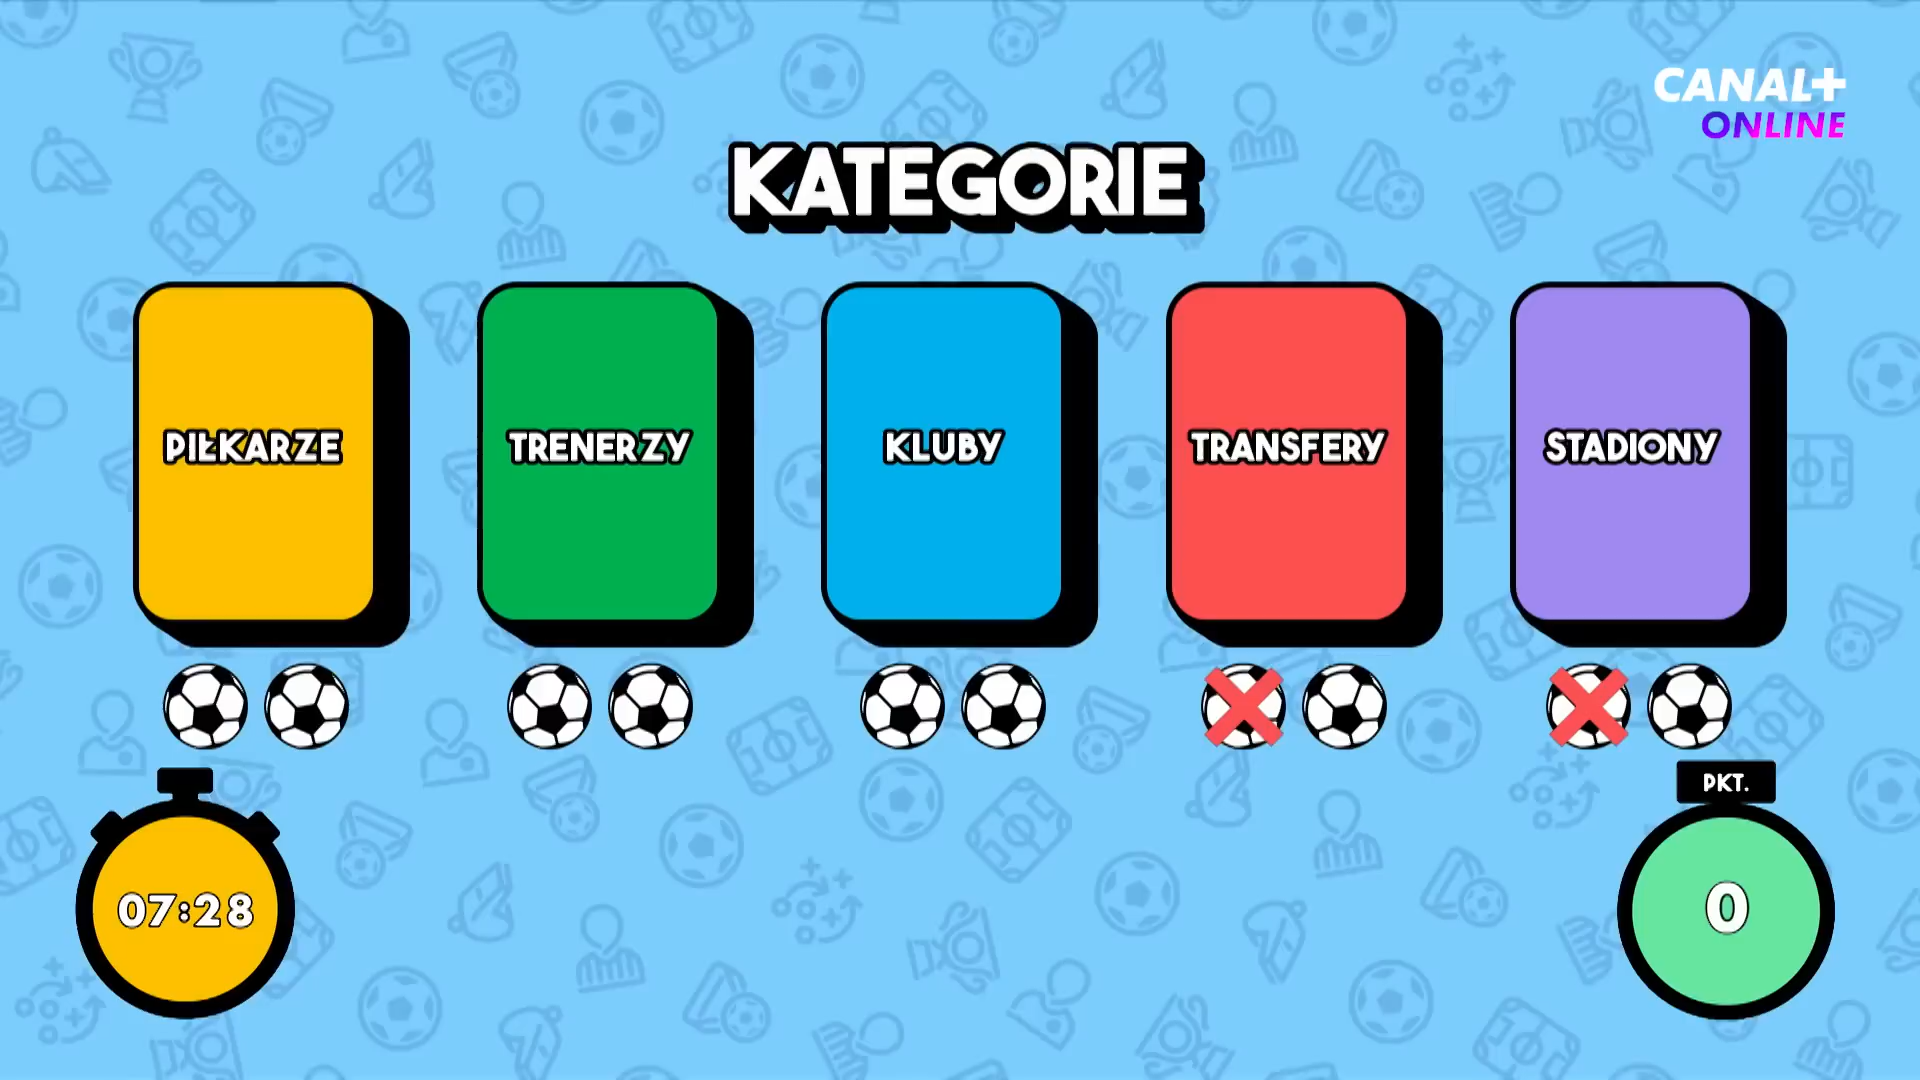 CANAL+
ONLINE
KATEGORIE
PIŁKARZE
TRENERZY
KLUBY
TRANSFERY
STADIONY
07:28
PKT.
0